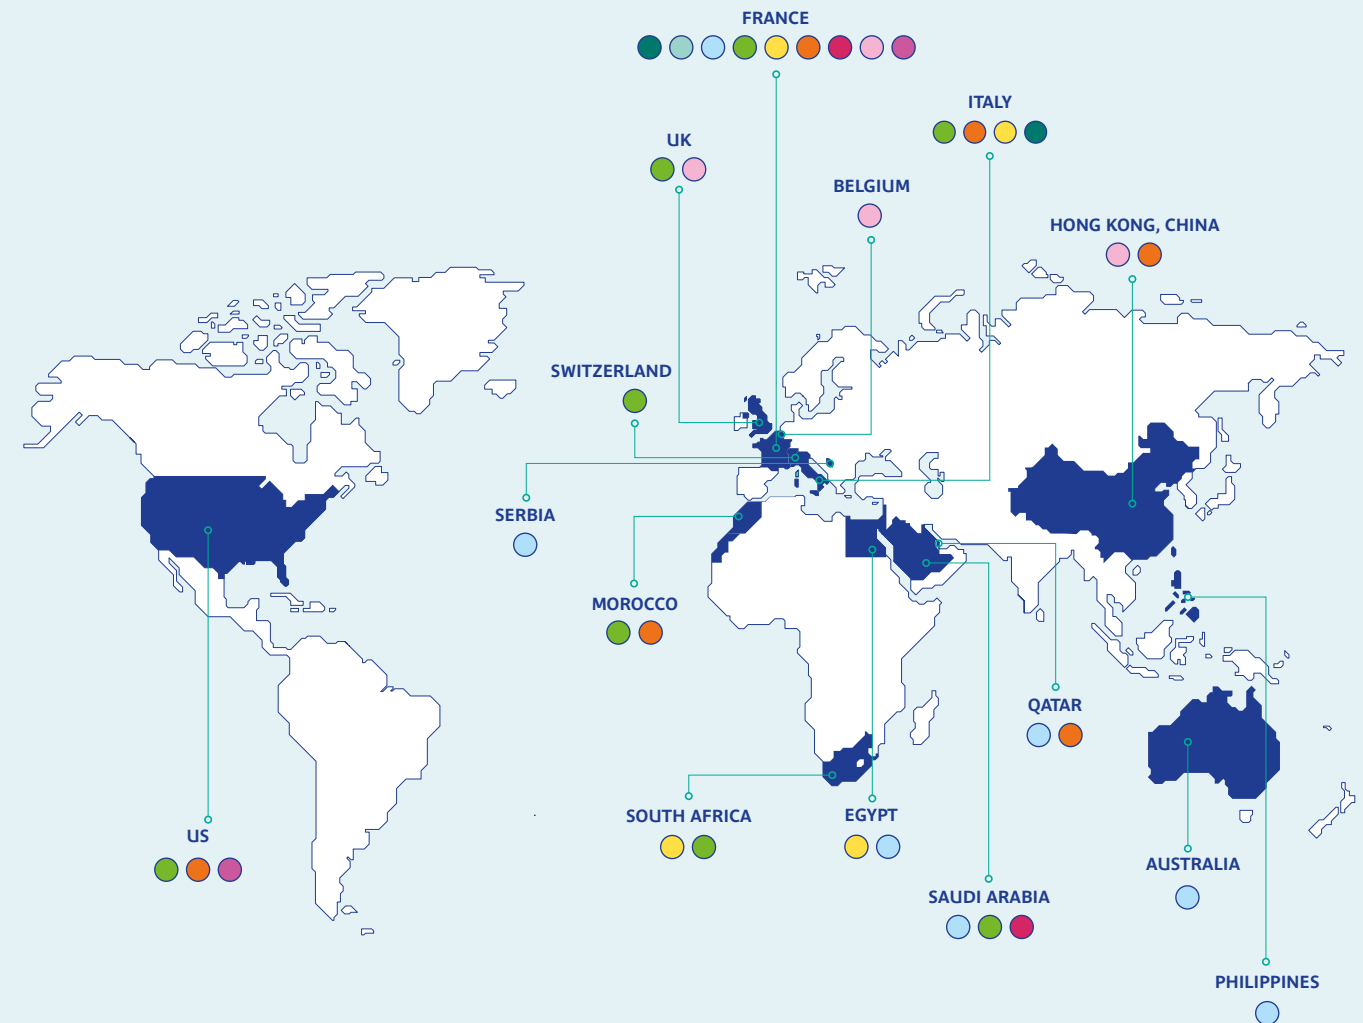 FRANCE
ITALY
UK
BELGIUM
HONG KONG, CHINA
SWITZERLAND
SERBIA
MOROCCO
QATAR
SOUTH AFRICA
EGYPT
US
AUSTRALIA
SAUDI ARABIA
PHILIPPINES